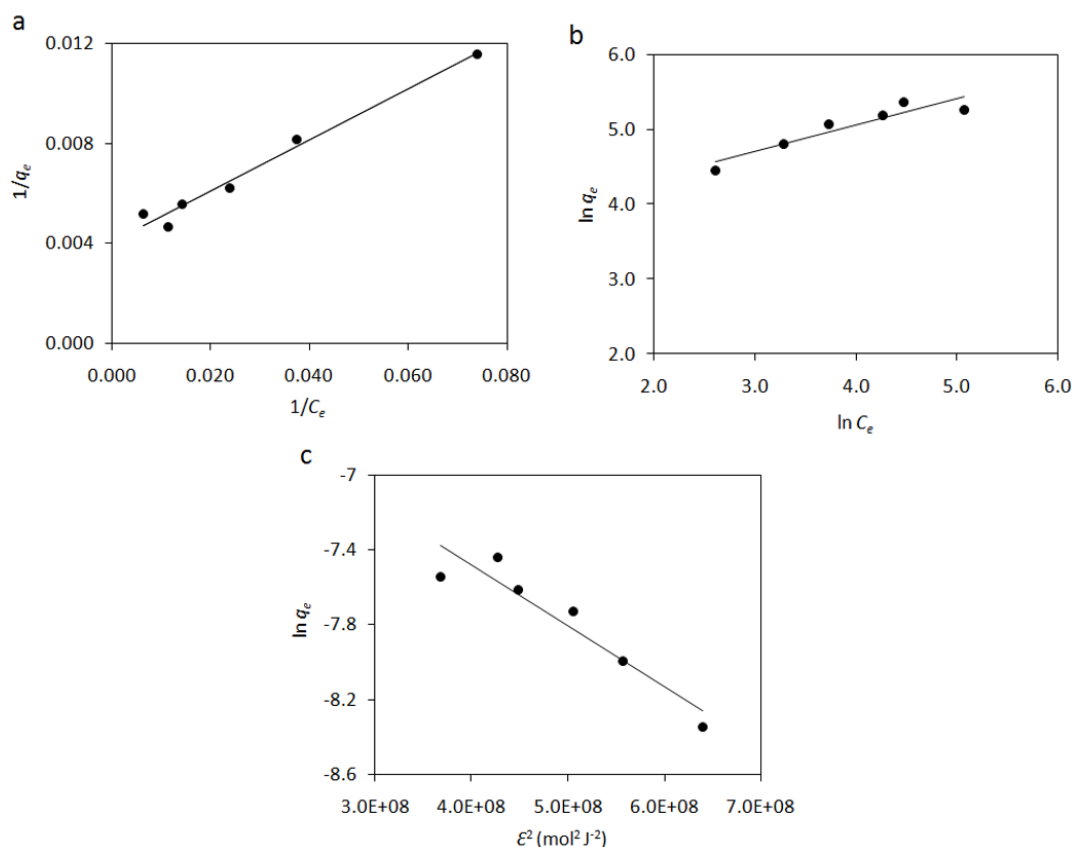 a
0.012
0.008
0.004
0.000
1/qₑ
0.000 0.020 0.040 0.060 0.080
1/Cₑ
b
6.0
5.0
4.0
3.0
2.0
ln qₑ
2.0 3.0 4.0 5.0 6.0
ln Cₑ
c
-7
-7.4
-7.8
-8.2
-8.6
ln qₑ
3.0E+08 4.0E+08 5.0E+08 6.0E+08 7.0E+08
Ɛ² (mol² J⁻²)